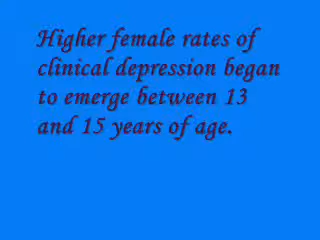 Higher female rates of
clinical depression began
to emerge between 13
and 15 years of age.